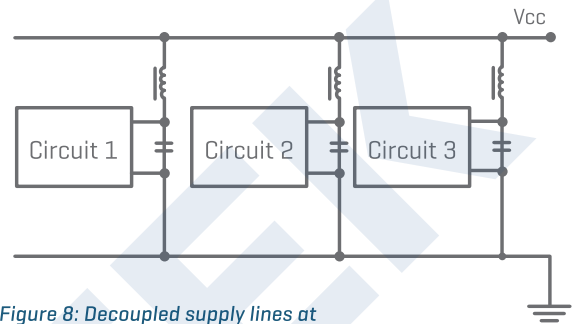 Vcc
Circuit 1
Circuit 2
Circuit 3
Figure 8: Decoupled supply lines at